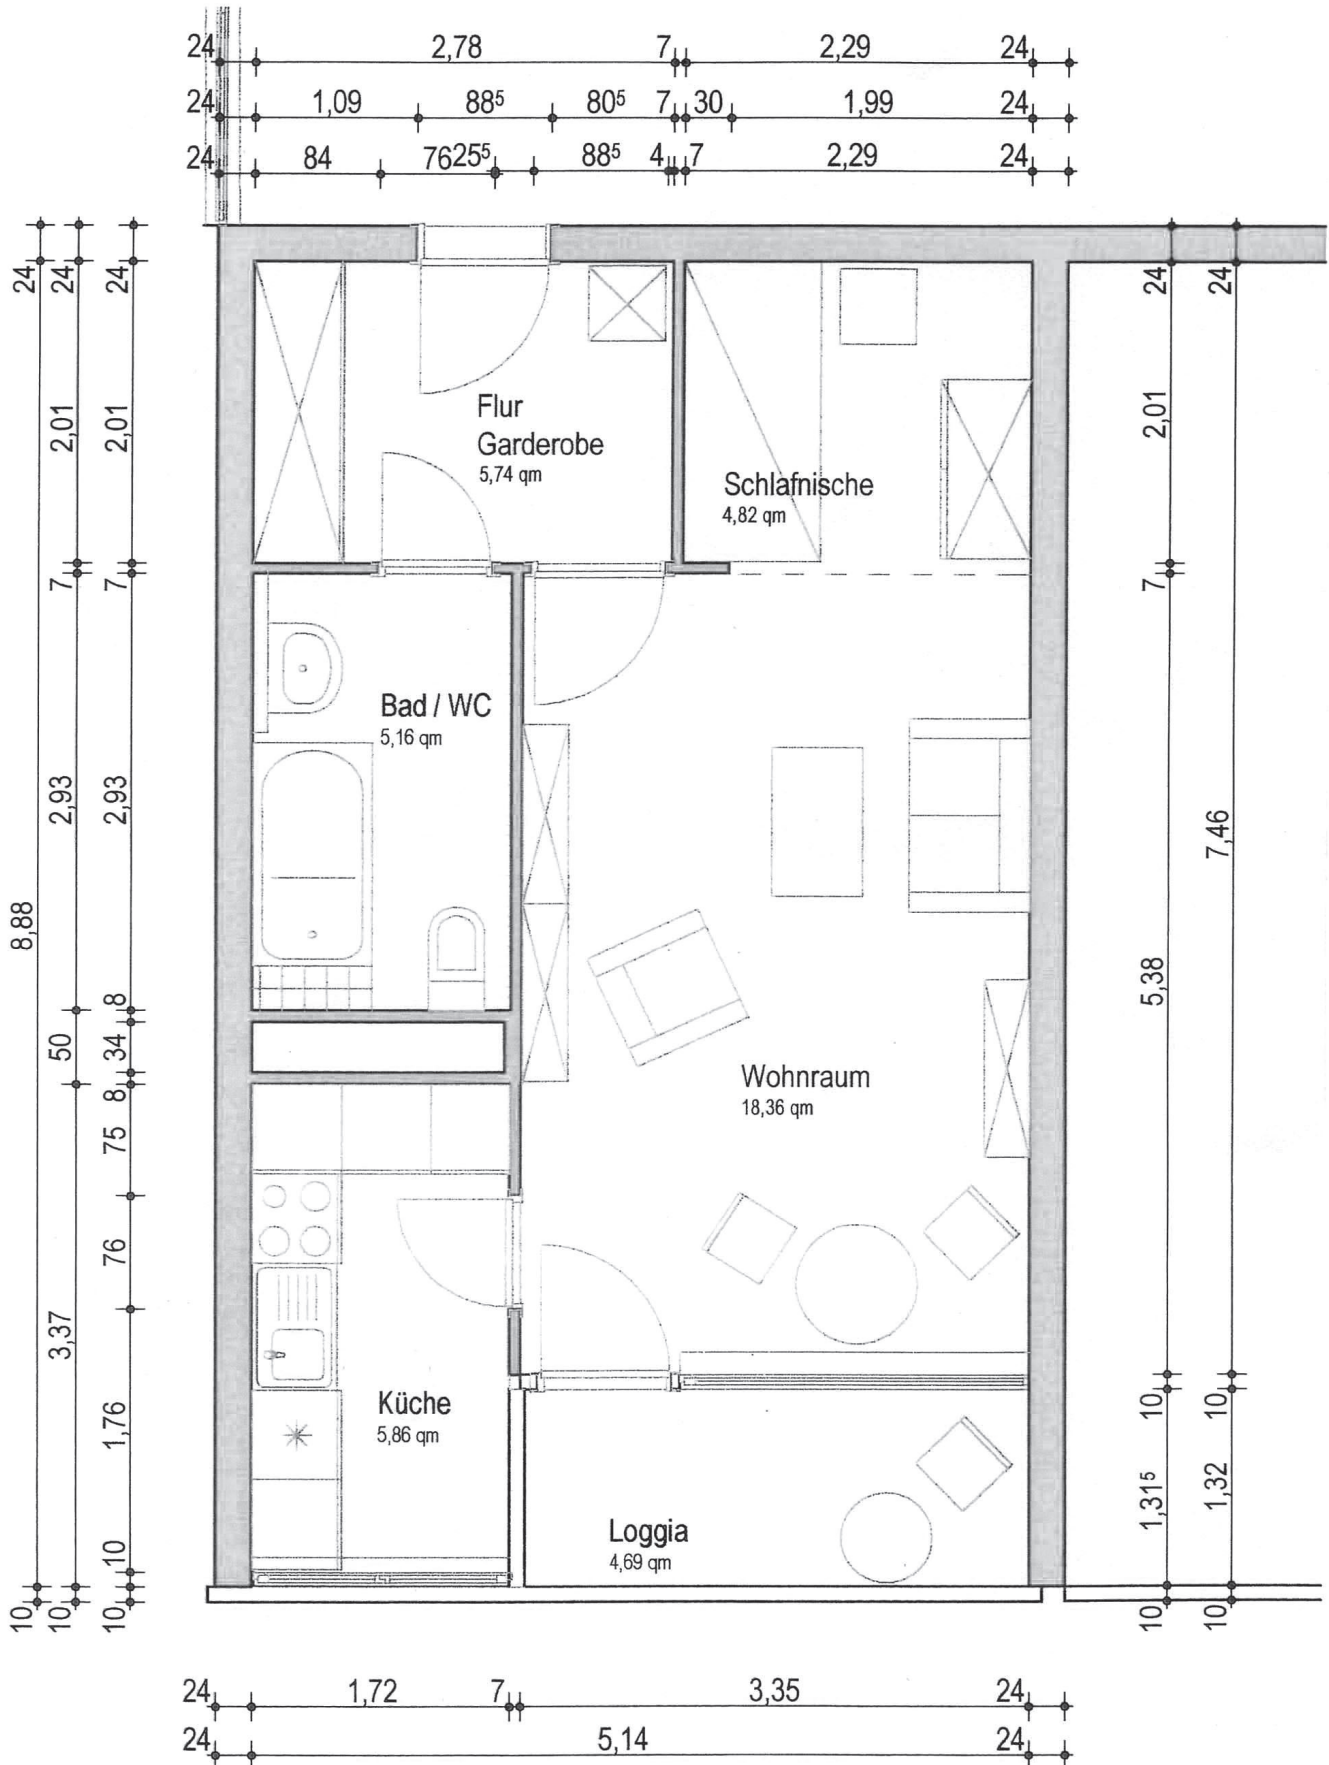 24 2,78 7 2,29 24
24 1,09 88⁵ 80⁵ 7 30 1,99 24
24 84 76 25⁵ 88⁵ 4 7 2,29 24
24 24 24 24 24
2,01 2,01 2,01
Flur
Garderobe
5,74 qm
Schlafnische
4,82 qm
7 7 7
Bad / WC
5,16 qm
2,93 2,93
7,46
8,88
5,38
8
50 34
8
Wohnraum
18,36 qm
75
76
3,37
Küche
5,86 qm
1,76
10 10
1,31⁵ 1,32
Loggia
4,69 qm
10
10 10 10 10 10
24 1,72 7 3,35 24
24 5,14 24